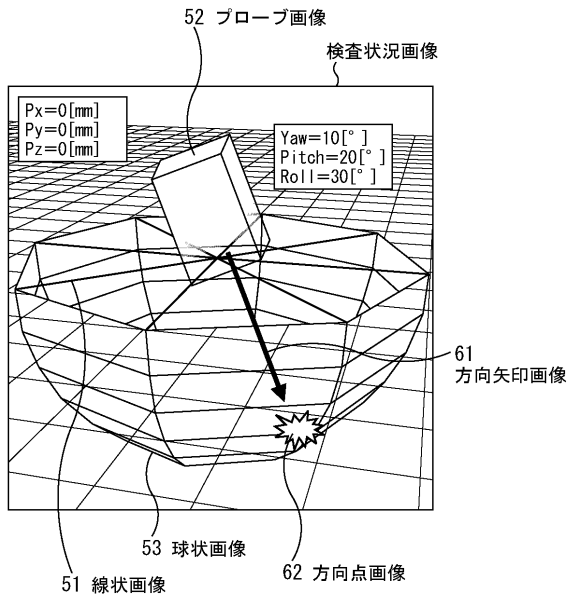 52 プローブ画像
検査状況画像
Px=0[mm]
Py=0[mm]
Pz=0[mm]
Yaw=10[°]
Pitch=20[°]
Roll=30[°]
61
方向矢印画像
53 球状画像
51 線状画像
62 方向点画像